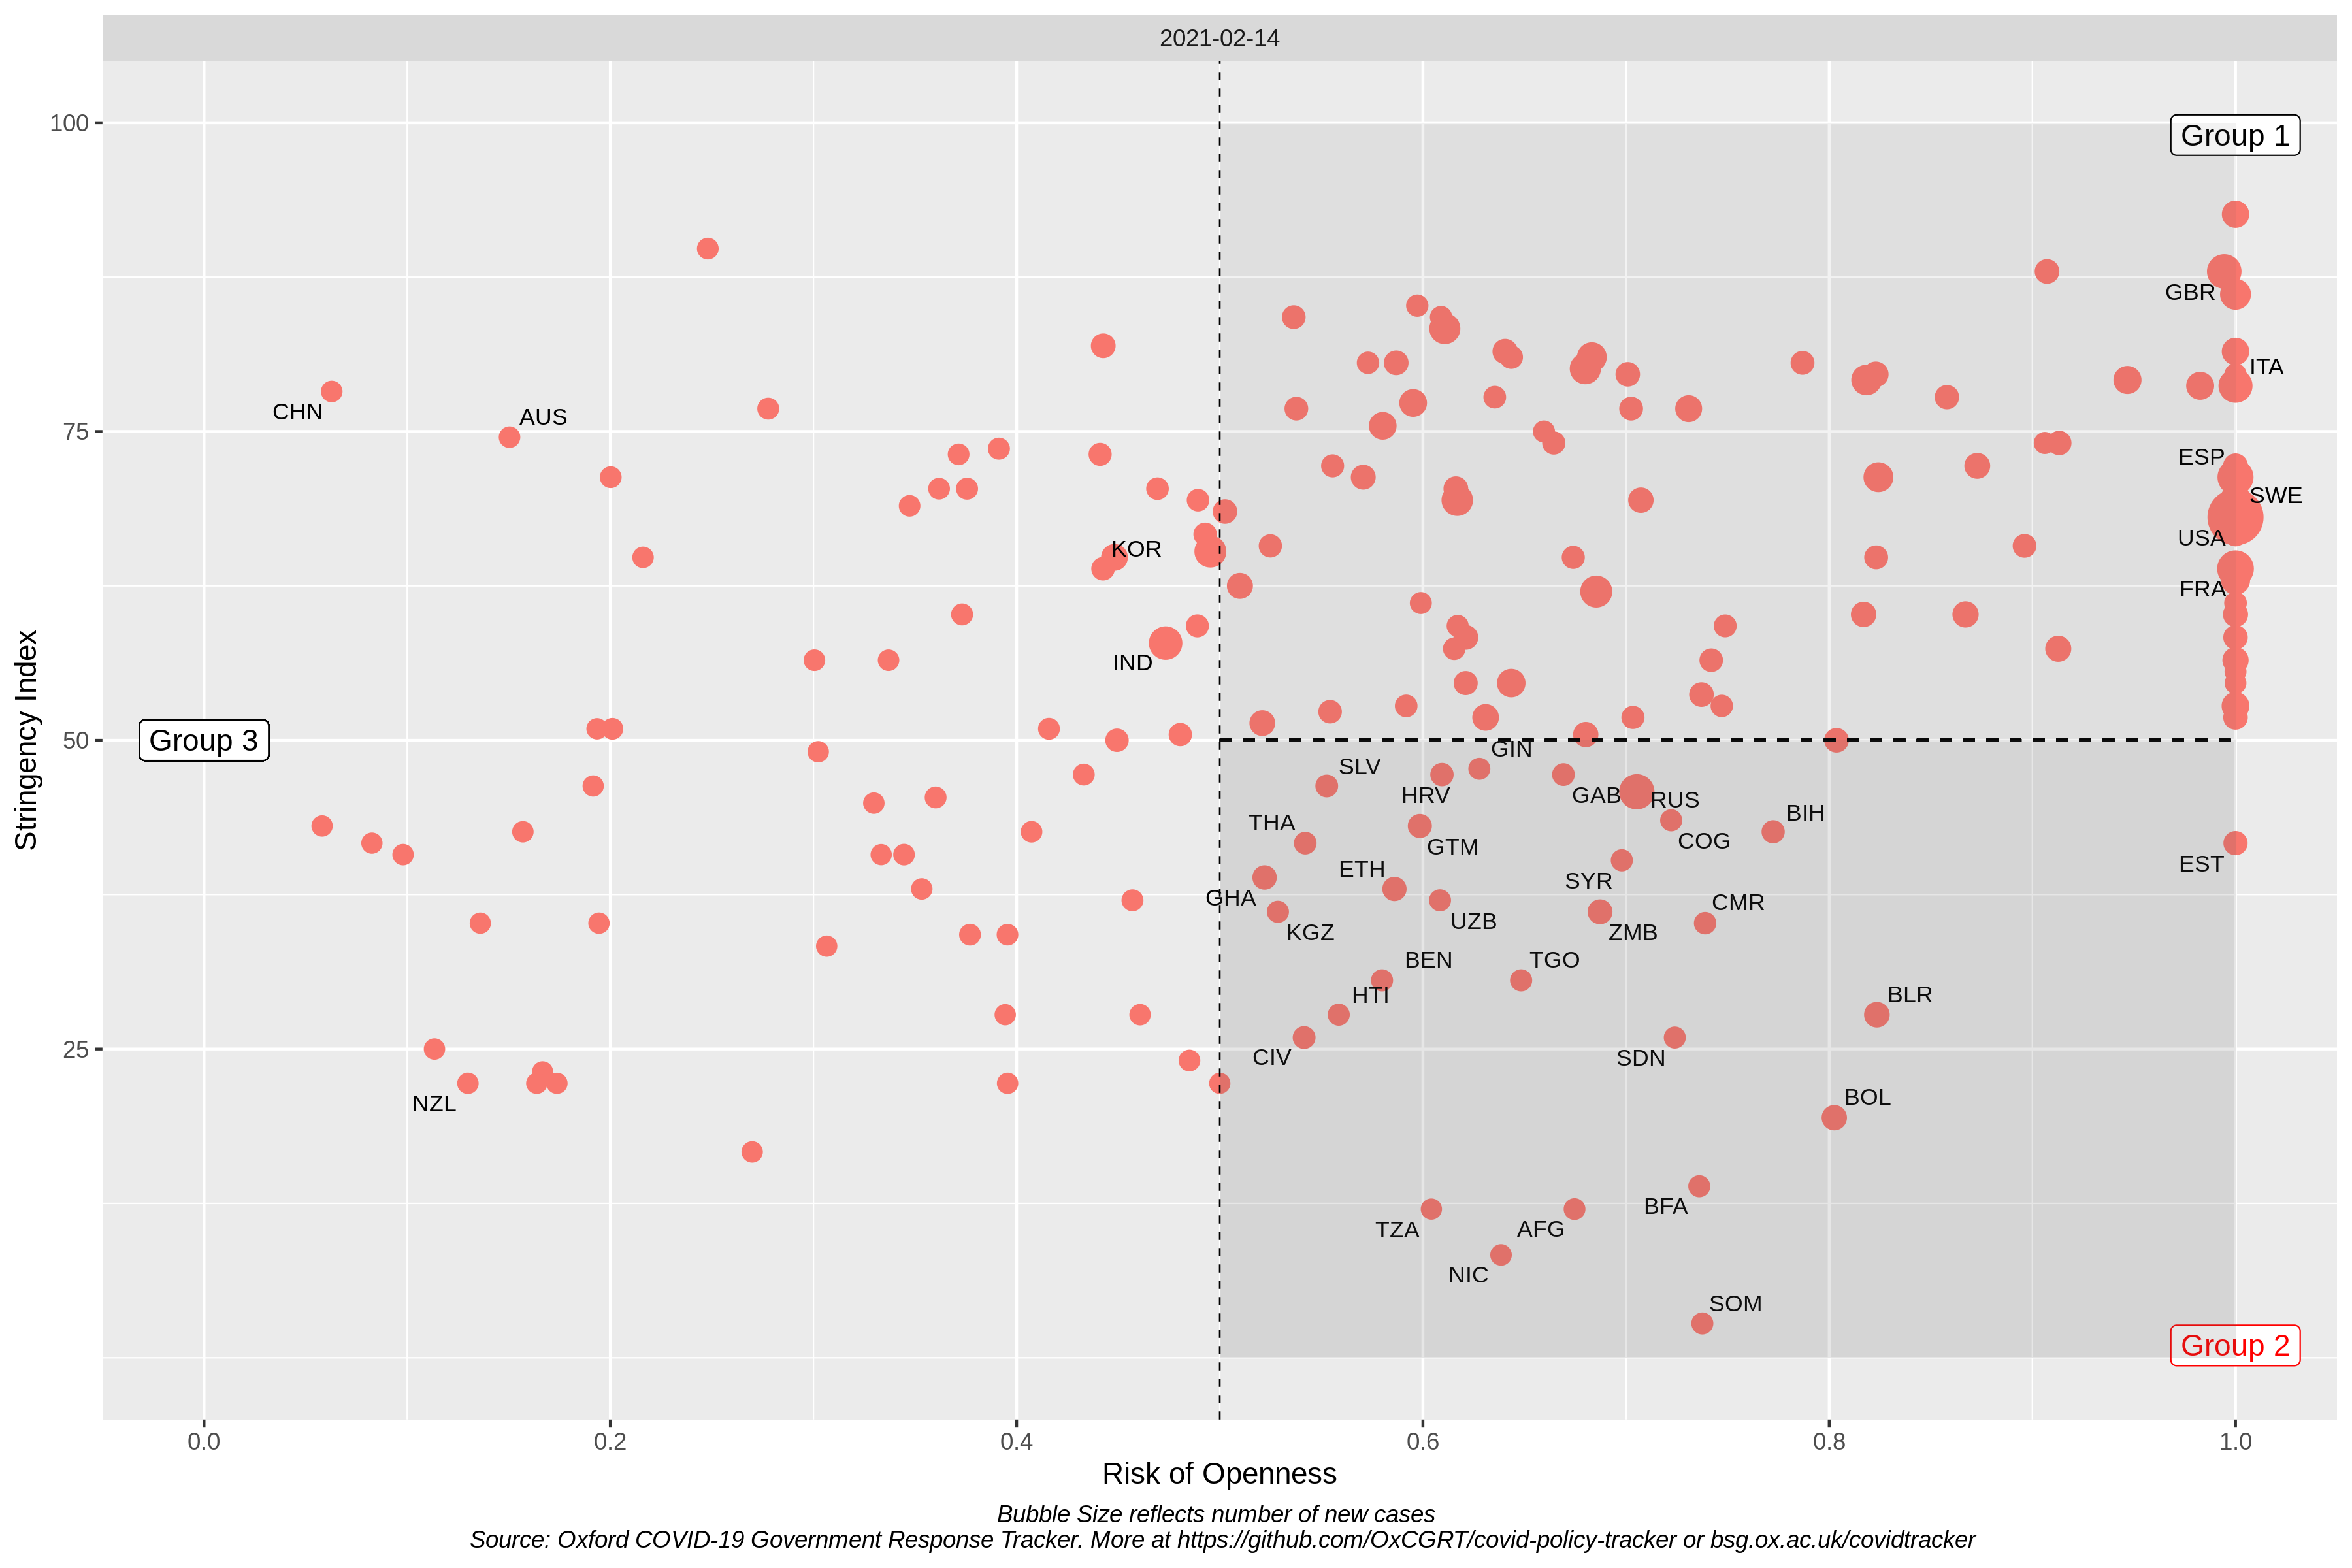 2021-02-14
100
Group 1
GBR
ITA
CHN
AUS
75
ESP
SWE
USA
KOR
FRA
IND
Stringency Index
Group 3
50
GIN
SLV
HRV
GAB
RUS
BIH
THA
COG
GTM
EST
ETH
SYR
GHA
CMR
UZB
KGZ
ZMB
BEN
TGO
HTI
BLR
25
CIV
SDN
NZL
BOL
BFA
TZA
AFG
NIC
SOM
Group 2
0.0 0.2 0.4 0.6 0.8 1.0
Risk of Openness
Bubble Size reflects number of new cases
Source: Oxford COVID-19 Government Response Tracker. More at https://github.com/OxCGRT/covid-policy-tracker or bsg.ox.ac.uk/covidtracker